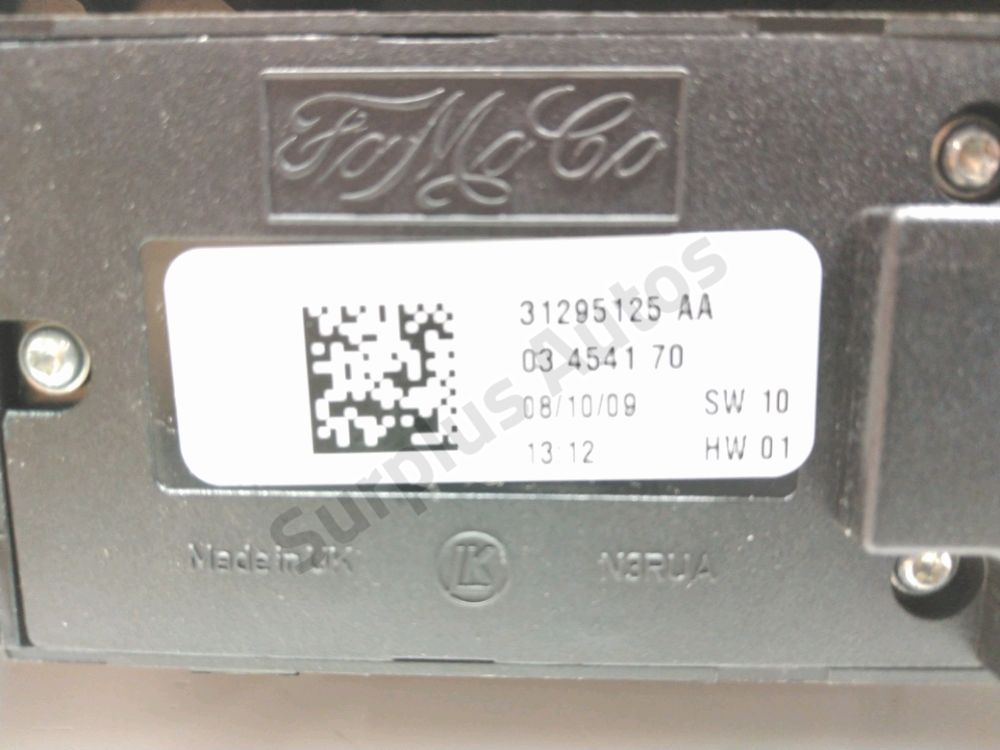 FoMoCo
31295125 AA
03 4541 70
08/10/09 SW 10
13:12 HW 01
Surplus Autos
Made in UK LK N3RUA